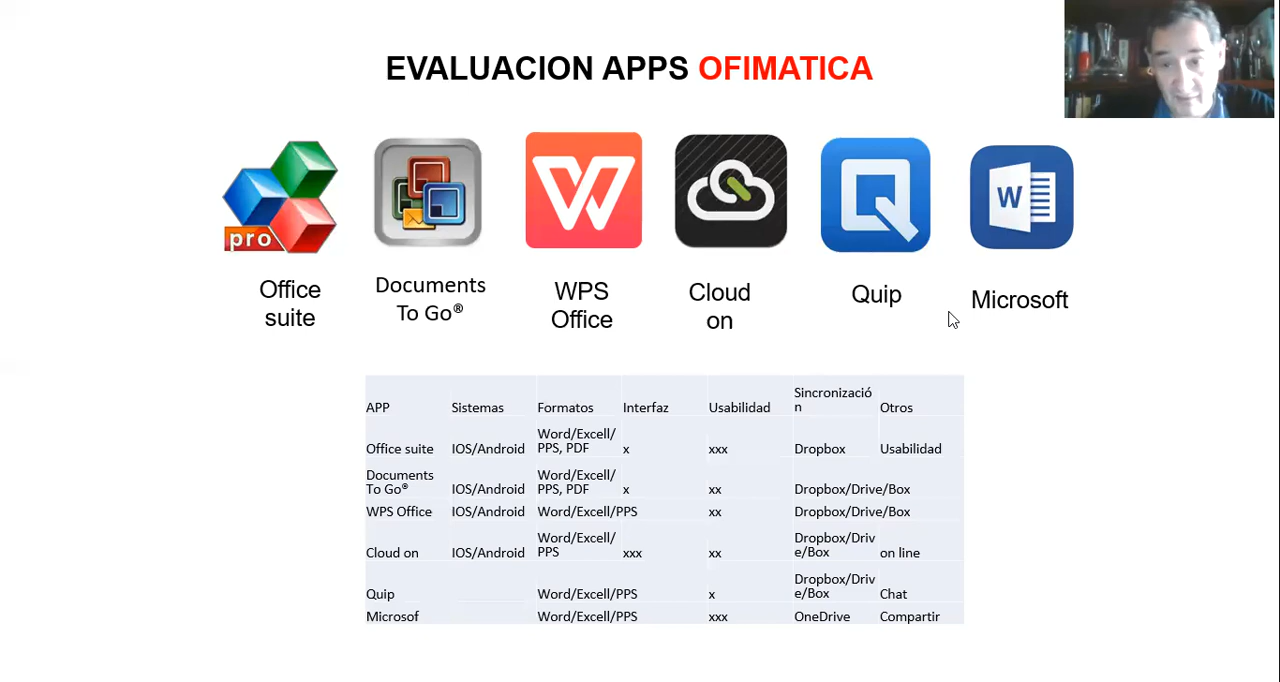 EVALUACION APPS OFIMATICA
pro
W
Office
suite
Documents
To Go®
WPS
Office
Cloud
on
Quip
Microsoft
APP Sistemas Formatos Interfaz Usabilidad Sincronizació
n Otros
Office suite IOS/Android Word/Excell/
PPS, PDF x xxx Dropbox Usabilidad
Documents
To Go® IOS/Android Word/Excell/
PPS, PDF x xx Dropbox/Drive/Box
WPS Office IOS/Android Word/Excell/PPS xx Dropbox/Drive/Box
Cloud on IOS/Android Word/Excell/
PPS xxx xx Dropbox/Driv
e/Box on line
Quip Word/Excell/PPS x Dropbox/Driv
e/Box Chat
Microsof Word/Excell/PPS xxx OneDrive Compartir